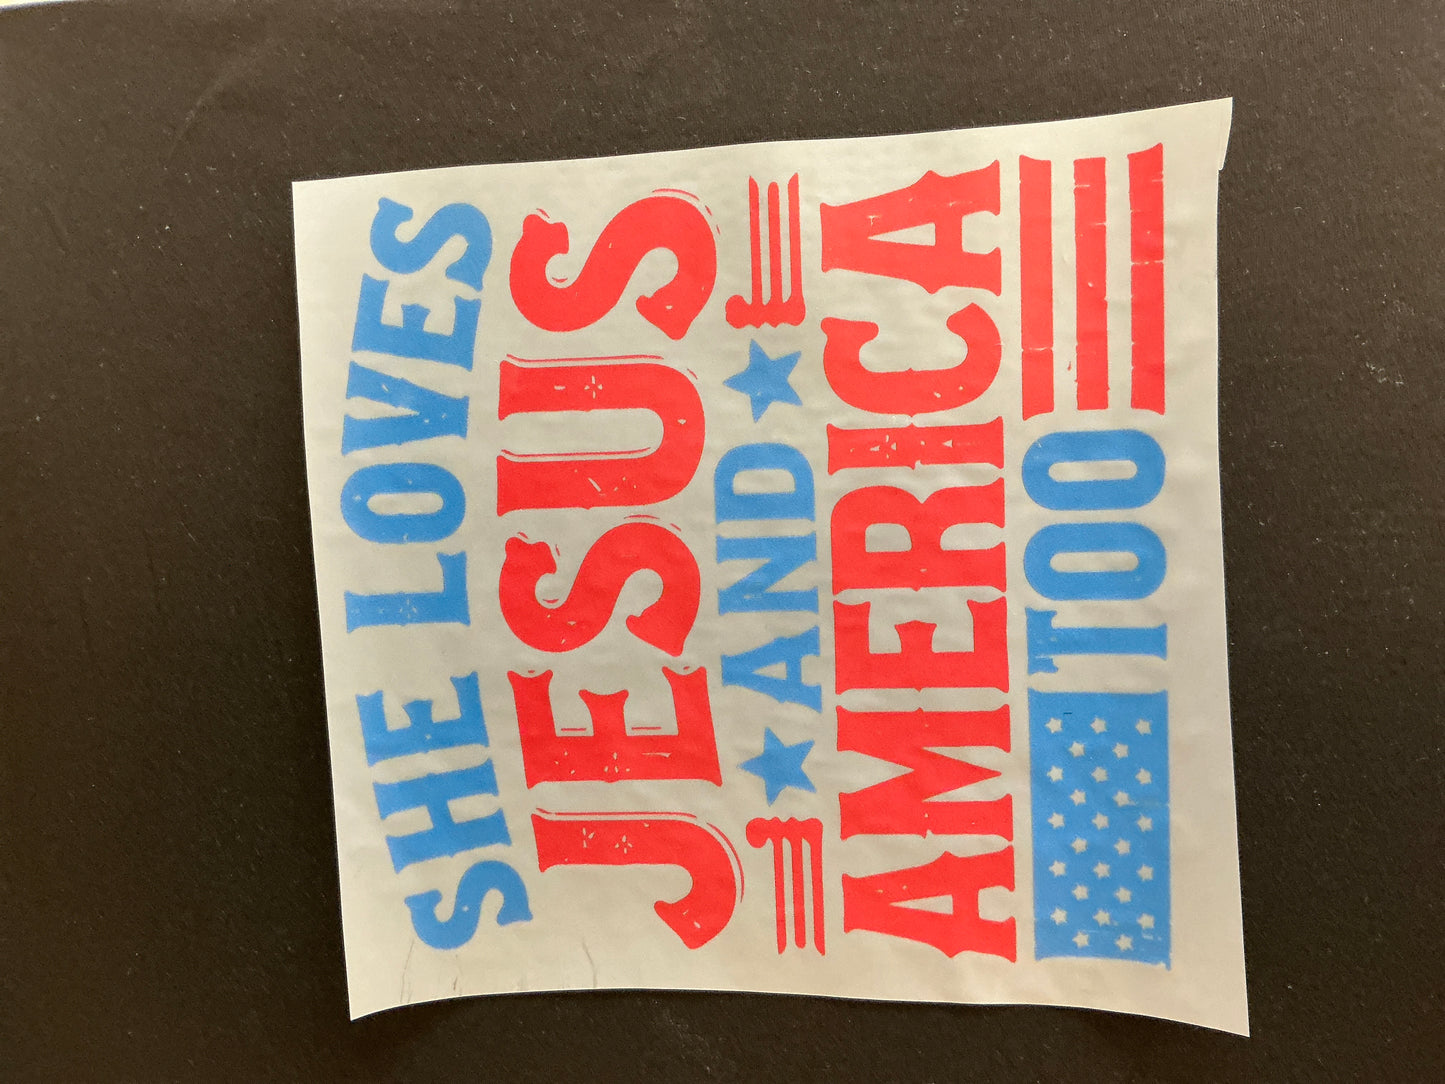 SHE LOVES
JESUS
AND
AMERICA
TOO